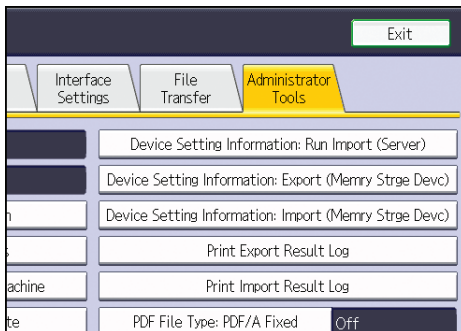 Exit
Interface
Settings
File
Transfer
Administrator
Tools
Device Setting Information: Run Import (Server)
Device Setting Information: Export (Memry Strge Devc)
Device Setting Information: Import (Memry Strge Devc)
Print Export Result Log
achine
Print Import Result Log
te
PDF File Type: PDF/A Fixed
Off